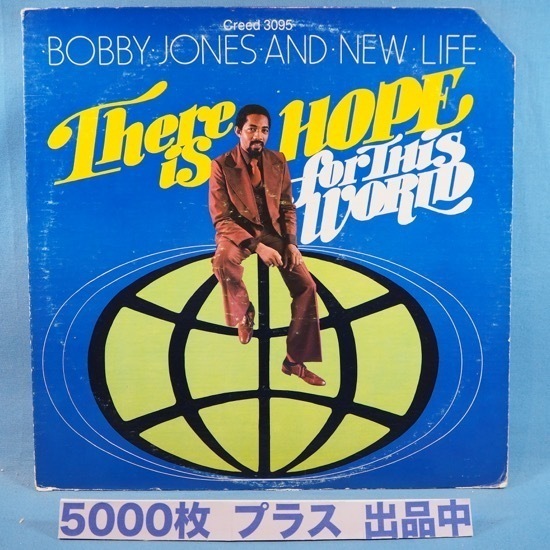 Creed 3095
BOBBY·JONES·AND·NEW·LIFE·
There is HOPE
for THIS
WORLD
5000枚 プラス 出品中